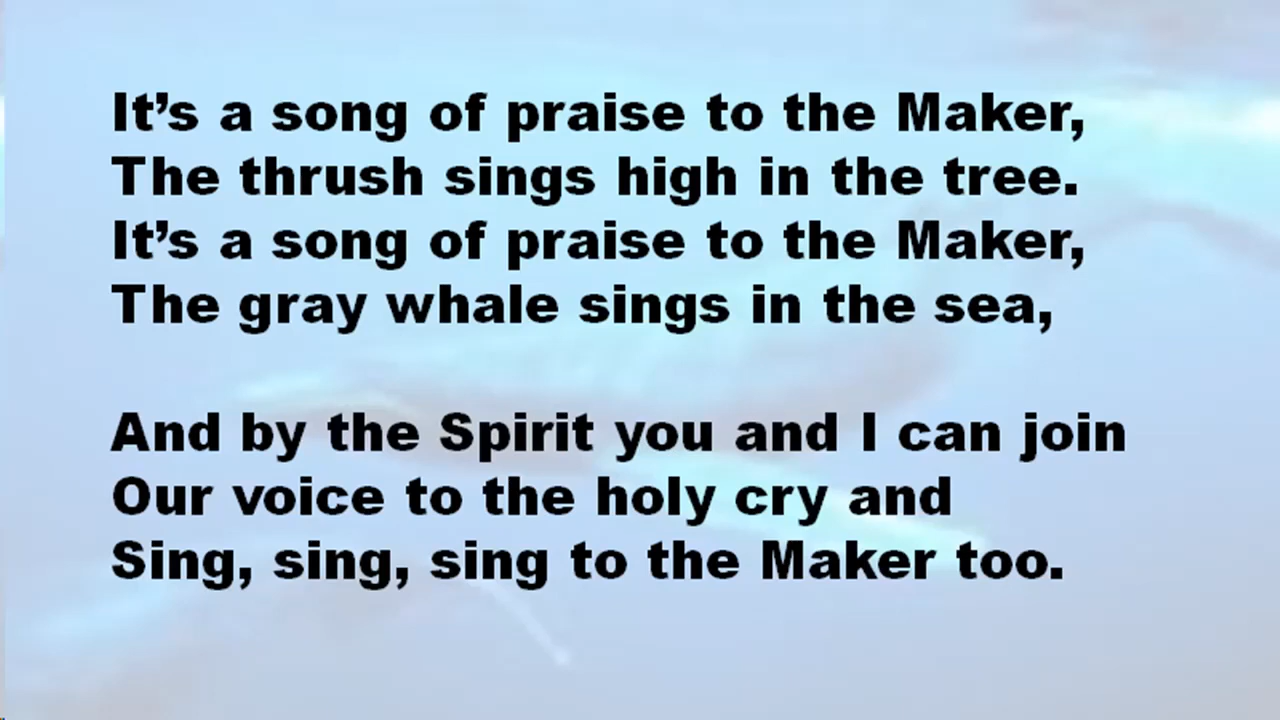 It’s a song of praise to the Maker,
The thrush sings high in the tree.
It’s a song of praise to the Maker,
The gray whale sings in the sea,
And by the Spirit you and I can join
Our voice to the holy cry and
Sing, sing, sing to the Maker too.